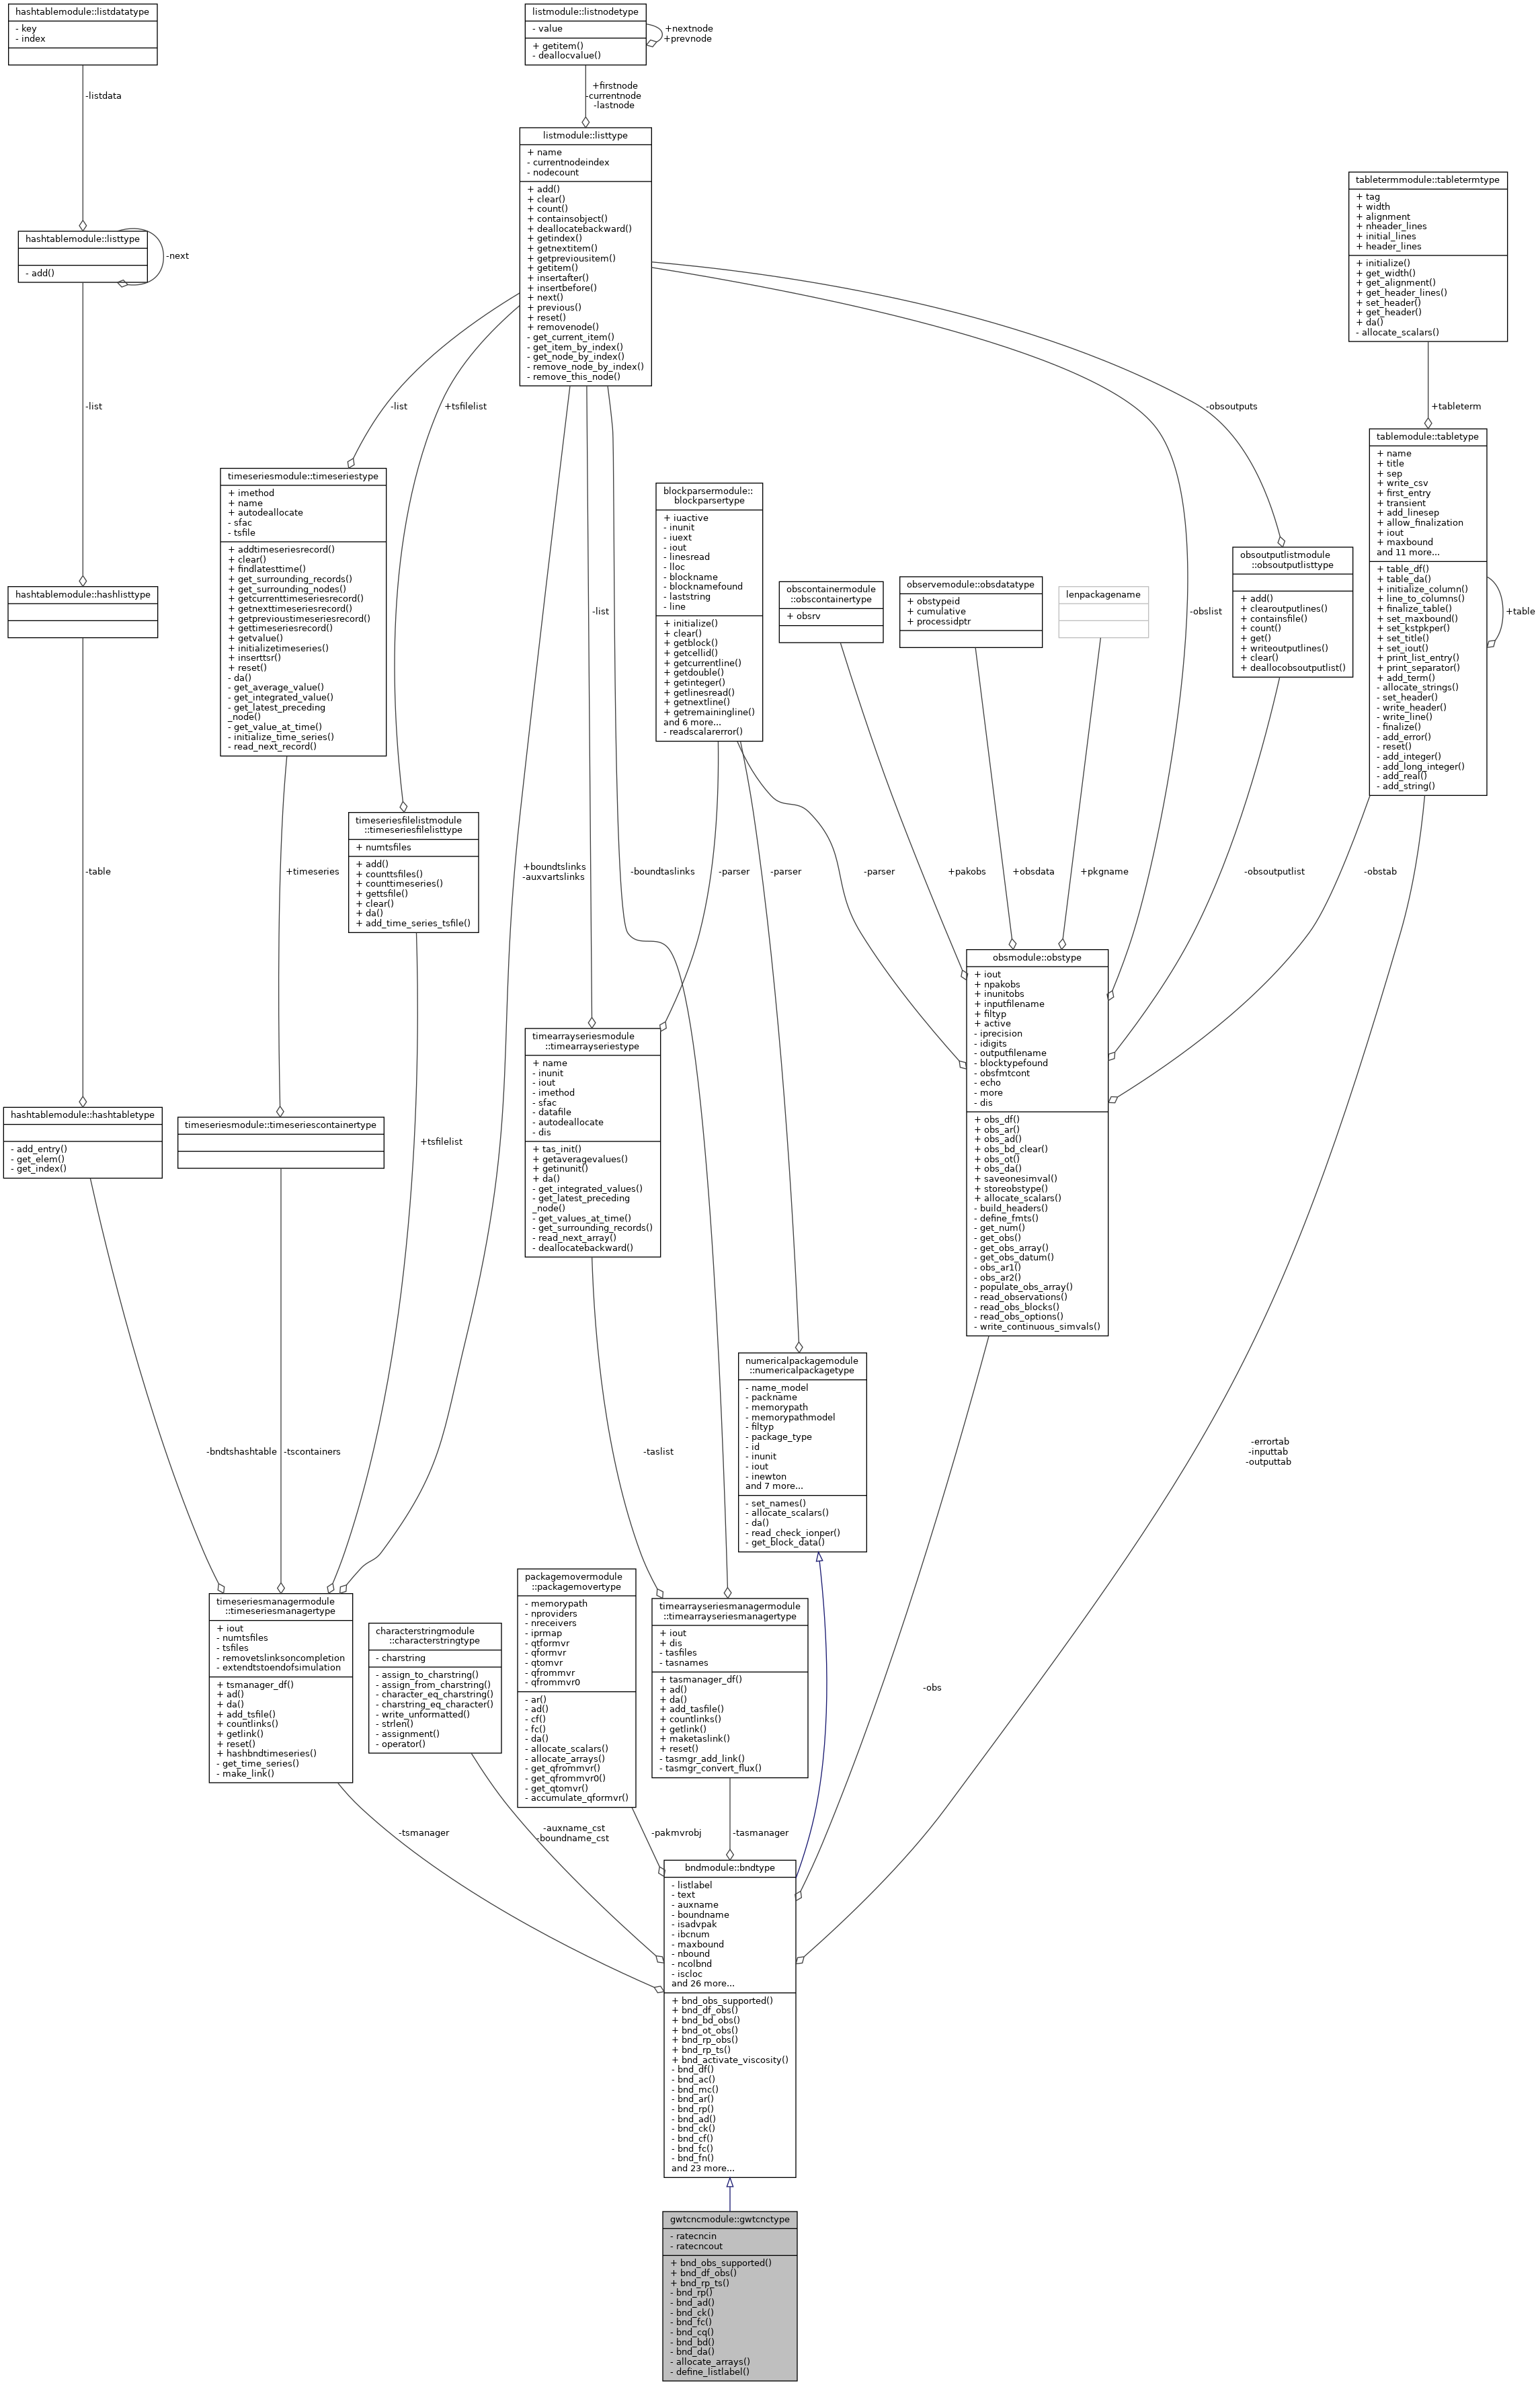 hashtablemodule::listdatatype
- key
- index
listmodule::listnodetype
- value
+ getitem()
- deallocvalue()
+nextnode
+prevnode
-listdata
+firstnode
-currentnode
-lastnode
listmodule::listtype
+ name
- currentnodeindex
- nodecount
+ add()
+ clear()
+ count()
+ containsobject()
+ deallocatebackward()
+ getindex()
+ getnextitem()
+ getpreviousitem()
+ getitem()
+ insertafter()
+ insertbefore()
+ next()
+ previous()
+ reset()
+ removenode()
- get_current_item()
- get_item_by_index()
- get_node_by_index()
- remove_node_by_index()
- remove_this_node()
tabletermmodule::tabletermtype
+ tag
+ width
+ alignment
+ nheader_lines
+ initial_lines
+ header_lines
+ initialize()
+ get_width()
+ get_alignment()
+ get_header_lines()
+ set_header()
+ get_header()
+ da()
- allocate_scalars()
hashtablemodule::listtype
- add()
-next
-list
-list
+tsfilelist
-obsoutputs
+tableterm
tablemodule::tabletype
+ name
+ title
+ sep
+ write_csv
+ first_entry
+ transient
+ add_linesep
+ allow_finalization
+ iout
+ maxbound
and 11 more...
+ table_df()
+ table_da()
+ initialize_column()
+ line_to_columns()
+ finalize_table()
+ set_maxbound()
+ set_kstpkper()
+ set_title()
+ set_iout()
+ print_list_entry()
+ print_separator()
+ add_term()
- allocate_strings()
- set_header()
- write_header()
- write_line()
- finalize()
- add_error()
- reset()
- add_integer()
- add_long_integer()
- add_real()
- add_string()
+table
timeseriesmodule::timeseriestype
+ imethod
+ name
+ autodeallocate
- sfac
- tsfile
+ addtimeseriesrecord()
+ clear()
+ findlatesttime()
+ get_surrounding_records()
+ get_surrounding_nodes()
+ getcurrenttimeseriesrecord()
+ getnexttimeseriesrecord()
+ getprevioustimeseriesrecord()
+ gettimeseriesrecord()
+ getvalue()
+ initializetimeseries()
+ inserttsr()
+ reset()
- da()
- get_average_value()
- get_integrated_value()
- get_latest_preceding
_node()
- get_value_at_time()
- initialize_time_series()
- read_next_record()
blockparsermodule::
blockparsertype
+ iuactive
- inunit
- iuext
- iout
- linesread
- lloc
- blockname
- blocknamefound
- laststring
- line
+ initialize()
+ clear()
+ getblock()
+ getcellid()
+ getcurrentline()
+ getdouble()
+ getinteger()
+ getlinesread()
+ getnextline()
+ getremainingline()
and 6 more...
- readscalarerror()
obsoutputlistmodule
::obsoutputlisttype
+ add()
+ clearoutputlines()
+ containsfile()
+ count()
+ get()
+ writeoutputlines()
+ clear()
+ deallocobsoutputlist()
hashtablemodule::hashlisttype
obscontainermodule
::obscontainertype
+ obsrv
observemodule::obsdatatype
+ obstypeid
+ cumulative
+ processidptr
lenpackagename
-list
-obslist
timeseriesfilelistmodule
::timeseriesfilelisttype
+ numtsfiles
+ add()
+ counttsfiles()
+ counttimeseries()
+ gettsfile()
+ clear()
+ da()
+ add_time_series_tsfile()
-table
+timeseries
+boundtslinks
-auxvartslinks
-boundtaslinks
-parser
-parser
-parser
+pakobs
+obsdata
+pkgname
-obsoutputlist
-obstab
obsmodule::obstype
+ iout
+ npakobs
+ inunitobs
+ inputfilename
+ filtyp
+ active
- iprecision
- idigits
- outputfilename
- blocktypefound
- obsfmtcont
- echo
- more
- dis
+ obs_df()
+ obs_ar()
+ obs_ad()
+ obs_bd_clear()
+ obs_ot()
+ obs_da()
+ saveonesimval()
+ storeobstype()
+ allocate_scalars()
- build_headers()
- define_fmts()
- get_num()
- get_obs()
- get_obs_array()
- get_obs_datum()
- obs_ar1()
- obs_ar2()
- populate_obs_array()
- read_observations()
- read_obs_blocks()
- read_obs_options()
- write_continuous_simvals()
timearrayseriesmodule
::timearrayseriestype
+ name
- inunit
- iout
- imethod
- sfac
- datafile
- autodeallocate
- dis
+ tas_init()
+ getaveragevalues()
+ getinunit()
+ da()
- get_integrated_values()
- get_latest_preceding
_node()
- get_values_at_time()
- get_surrounding_records()
- read_next_array()
- deallocatebackward()
hashtablemodule::hashtabletype
- add_entry()
- get_elem()
- get_index()
timeseriesmodule::timeseriescontainertype
+tsfilelist
numericalpackagemodule
::numericalpackagetype
- name_model
- packname
- memorypath
- memorypathmodel
- filtyp
- package_type
- id
- inunit
- iout
- inewton
and 7 more...
- set_names()
- allocate_scalars()
- da()
- read_check_ionper()
- get_block_data()
-bndtshashtable
-tscontainers
-taslist
-errortab
-inputtab
-outputtab
timeseriesmanagermodule
::timeseriesmanagertype
+ iout
- numtsfiles
- tsfiles
- removetslinksoncompletion
- extendtstoendofsimulation
+ tsmanager_df()
+ ad()
+ da()
+ add_tsfile()
+ countlinks()
+ getlink()
+ reset()
+ hashbndtimeseries()
- get_time_series()
- make_link()
characterstringmodule
::characterstringtype
- charstring
- assign_to_charstring()
- assign_from_charstring()
- character_eq_charstring()
- charstring_eq_character()
- write_unformatted()
- strlen()
- assignment()
- operator()
packagemovermodule
::packagemovertype
- memorypath
- nproviders
- nreceivers
- iprmap
- qtformvr
- qformvr
- qtomvr
- qfrommvr
- qfrommvr0
- ar()
- ad()
- cf()
- fc()
- da()
- allocate_scalars()
- allocate_arrays()
- get_qfrommvr()
- get_qfrommvr0()
- get_qtomvr()
- accumulate_qformvr()
timearrayseriesmanagermodule
::timearrayseriesmanagertype
+ iout
+ dis
- tasfiles
- tasnames
+ tasmanager_df()
+ ad()
+ da()
+ add_tasfile()
+ countlinks()
+ getlink()
+ maketaslink()
+ reset()
- tasmgr_add_link()
- tasmgr_convert_flux()
-obs
-tsmanager
-auxname_cst
-boundname_cst
-pakmvrobj
-tasmanager
bndmodule::bndtype
- listlabel
- text
- auxname
- boundname
- isadvpak
- ibcnum
- maxbound
- nbound
- ncolbnd
- iscloc
and 26 more...
+ bnd_obs_supported()
+ bnd_df_obs()
+ bnd_bd_obs()
+ bnd_ot_obs()
+ bnd_rp_obs()
+ bnd_rp_ts()
+ bnd_activate_viscosity()
- bnd_df()
- bnd_ac()
- bnd_mc()
- bnd_ar()
- bnd_rp()
- bnd_ad()
- bnd_ck()
- bnd_cf()
- bnd_fc()
- bnd_fn()
and 23 more...
gwtcncmodule::gwtcnctype
- ratecncin
- ratecncout
+ bnd_obs_supported()
+ bnd_df_obs()
+ bnd_rp_ts()
- bnd_rp()
- bnd_ad()
- bnd_ck()
- bnd_fc()
- bnd_cq()
- bnd_bd()
- bnd_da()
- allocate_arrays()
- define_listlabel()